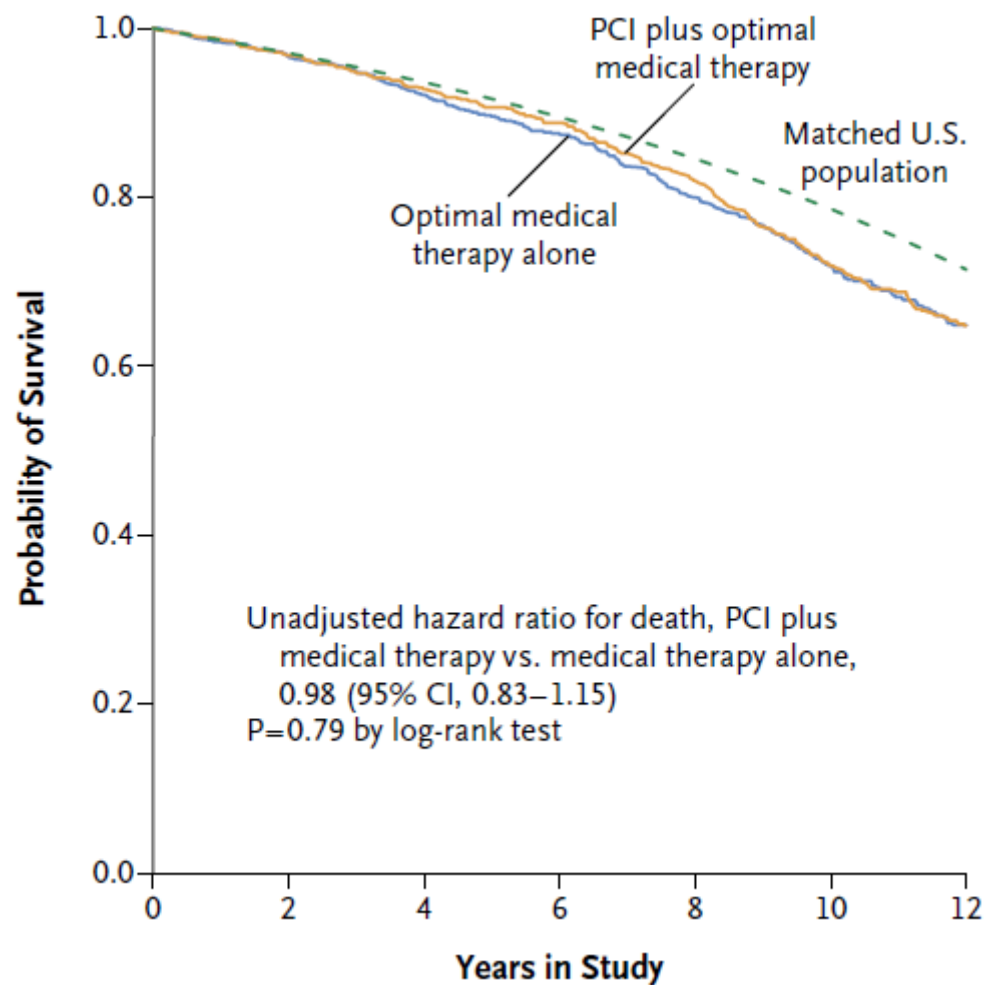 1.0
PCI plus optimal
medical therapy
Matched U.S.
population
0.8
Optimal medical
therapy alone
Probability of Survival
0.6
0.4
Unadjusted hazard ratio for death, PCI plus
medical therapy vs. medical therapy alone,
0.98 (95% CI, 0.83–1.15)
0.2
P=0.79 by log-rank test
0.0
0 2 4 6 8 10 12
Years in Study